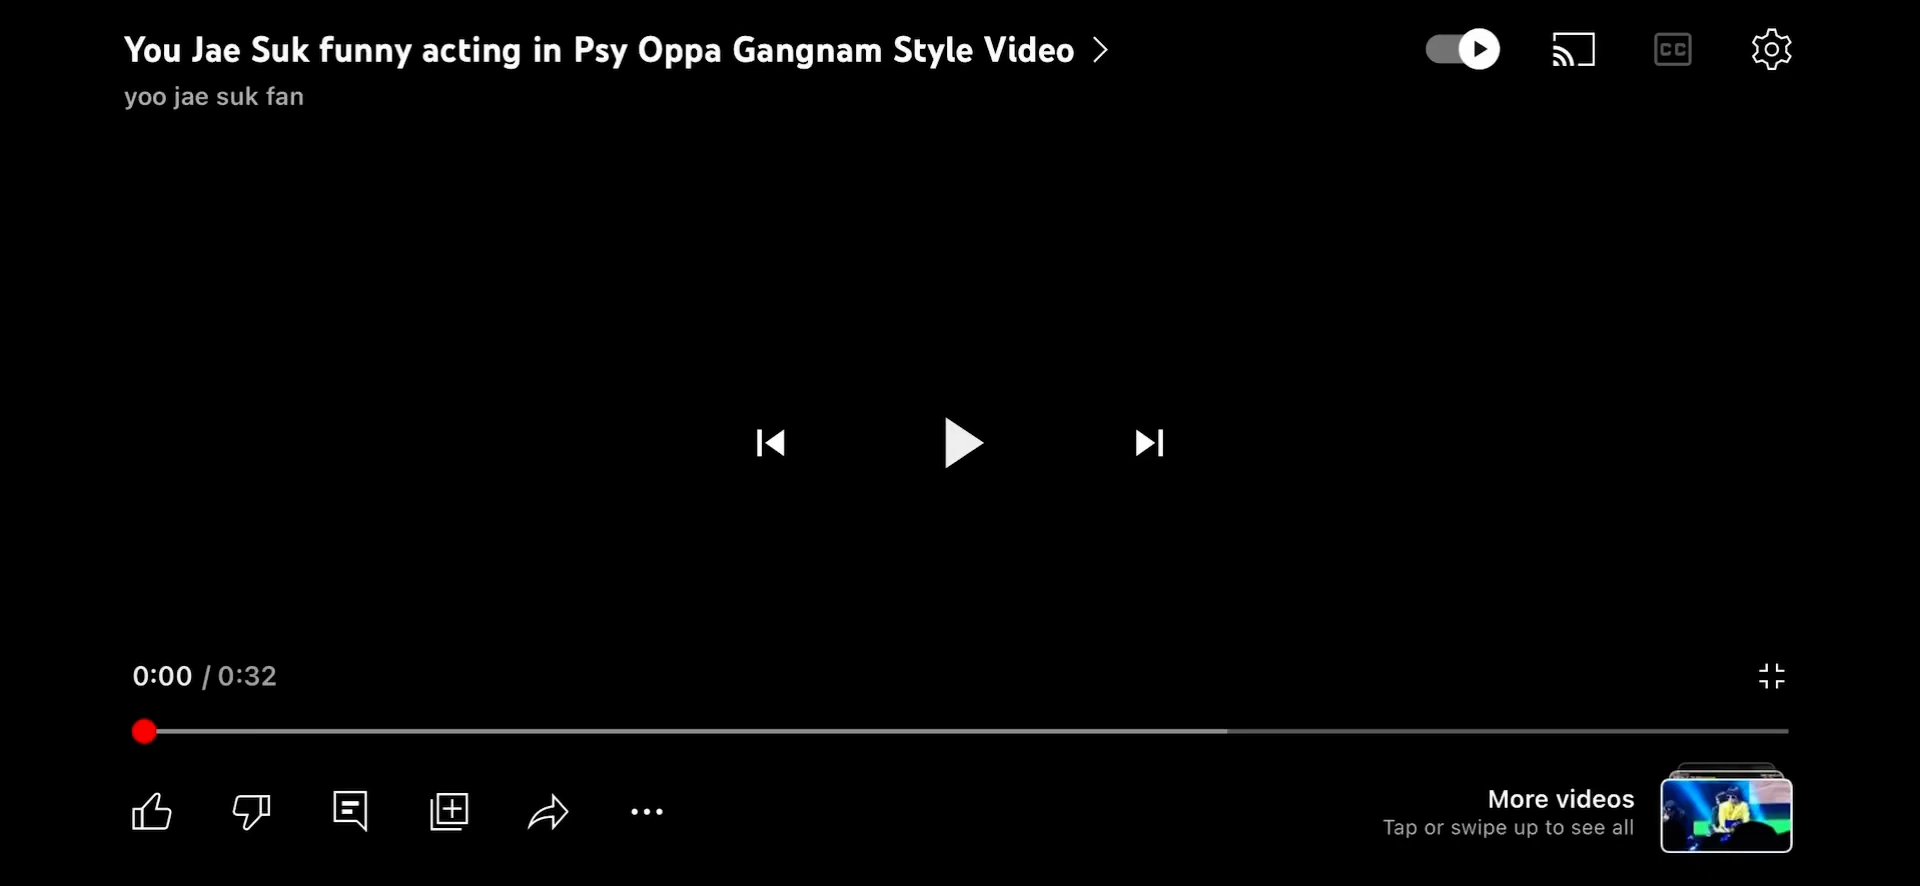 You Jae Suk funny acting in Psy Oppa Gangnam Style Video
yoo jae suk fan
CC
0:00 / 0:32
More videos
Tap or swipe up to see all